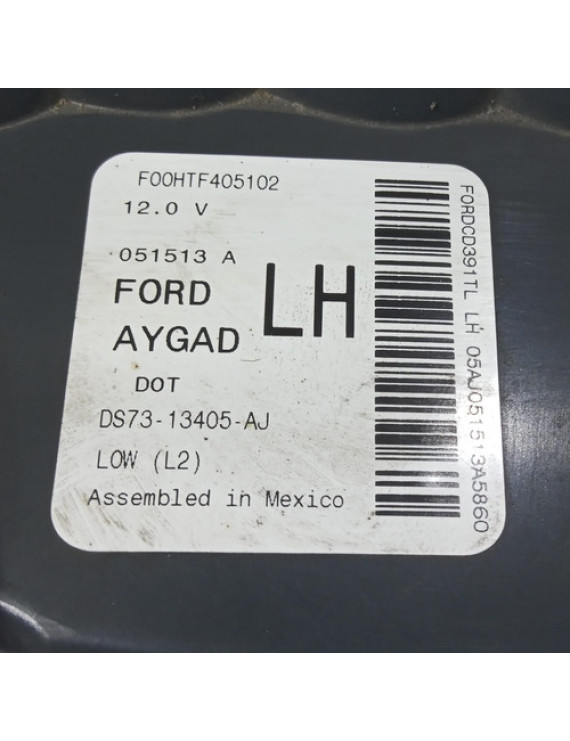 F00HTF405102
12.0 V
051513 A
FORD
LH
AYGAD
DOT
DS73-13405-AJ
LOW (L2)
Assembled in Mexico
FORDCD391TL LH 05AJ051513A5860